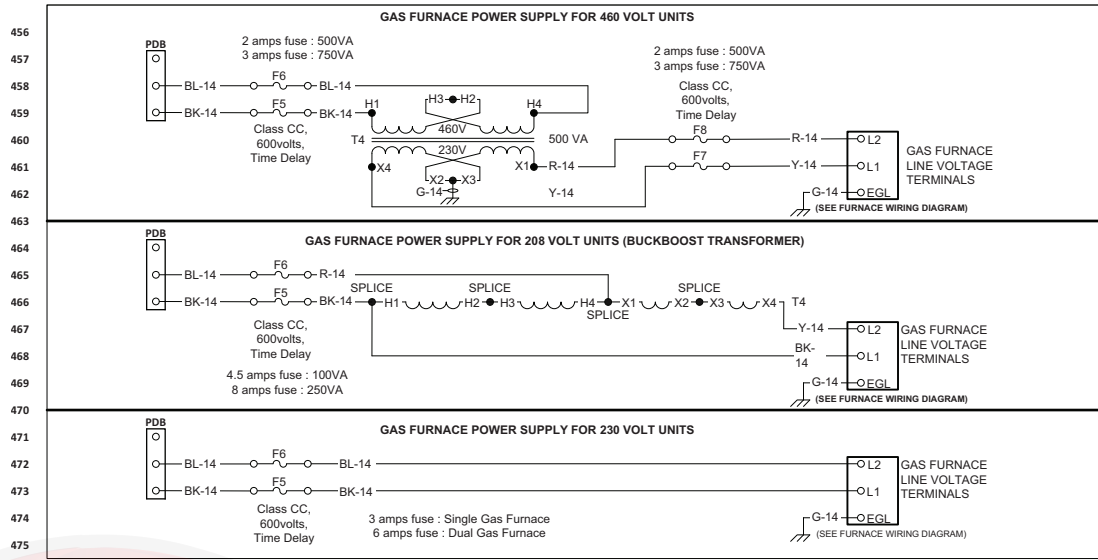 GAS FURNACE POWER SUPPLY FOR 460 VOLT UNITS
456
457
458
459
460
461
462
463
PDB
2 amps fuse : 500VA
3 amps fuse : 750VA
BL-14
F6
BL-14
BK-14
F5
BK-14
Class CC,
600volts,
Time Delay
H1
H3
H2
H4
460V
T4
500 VA
230V
X4
X2
X3
X1
R-14
G-14
Y-14
2 amps fuse : 500VA
3 amps fuse : 750VA
Class CC,
600volts,
Time Delay
F8
R-14
F7
Y-14
L2
L1
G-14
EGL
GAS FURNACE
LINE VOLTAGE
TERMINALS
(SEE FURNACE WIRING DIAGRAM)
464
465
466
467
468
469
470
PDB
GAS FURNACE POWER SUPPLY FOR 208 VOLT UNITS (BUCKBOOST TRANSFORMER)
BL-14
F6
R-14
BK-14
F5
BK-14
Class CC,
600volts,
Time Delay
4.5 amps fuse : 100VA
8 amps fuse : 250VA
SPLICE
SPLICE
SPLICE
H1
H2
H3
H4
X1
X2
X3
X4
T4
SPLICE
Y-14
BK-
14
L2
L1
G-14
EGL
GAS FURNACE
LINE VOLTAGE
TERMINALS
(SEE FURNACE WIRING DIAGRAM)
471
472
473
474
475
PDB
GAS FURNACE POWER SUPPLY FOR 230 VOLT UNITS
BL-14
F6
BL-14
BK-14
F5
BK-14
Class CC,
600volts,
Time Delay
3 amps fuse : Single Gas Furnace
6 amps fuse : Dual Gas Furnace
L2
L1
G-14
EGL
GAS FURNACE
LINE VOLTAGE
TERMINALS
(SEE FURNACE WIRING DIAGRAM)